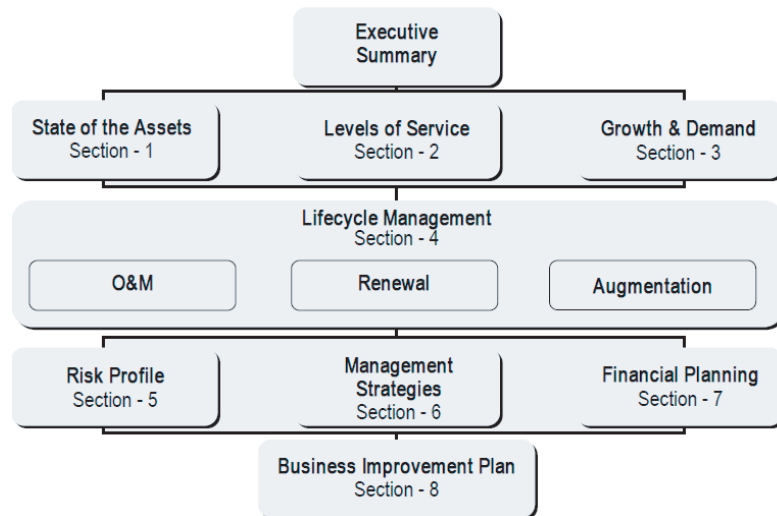 Executive
Summary
State of the Assets
Section - 1
Levels of Service
Section - 2
Growth & Demand
Section - 3
Lifecycle Management
Section - 4
O&M
Renewal
Augmentation
Risk Profile
Section - 5
Management
Strategies
Section - 6
Financial Planning
Section - 7
Business Improvement Plan
Section - 8